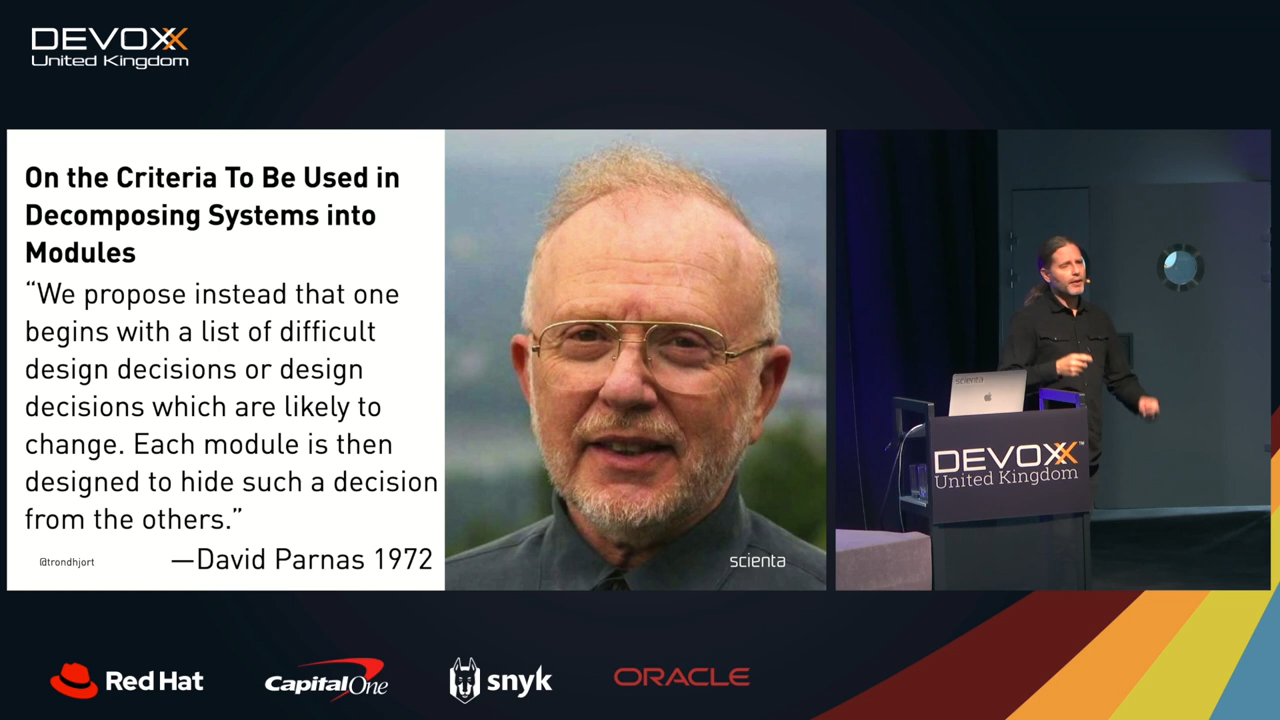 DEVOXX
United Kingdom
On the Criteria To Be Used in
Decomposing Systems into
Modules
“We propose instead that one
begins with a list of difficult
design decisions or design
decisions which are likely to
change. Each module is then
designed to hide such a decision
from the others.”
—David Parnas 1972
@trondhjort
scienta
scienta
DEVOXX™
United Kingdom
Red Hat
Capital One
snyk
ORACLE